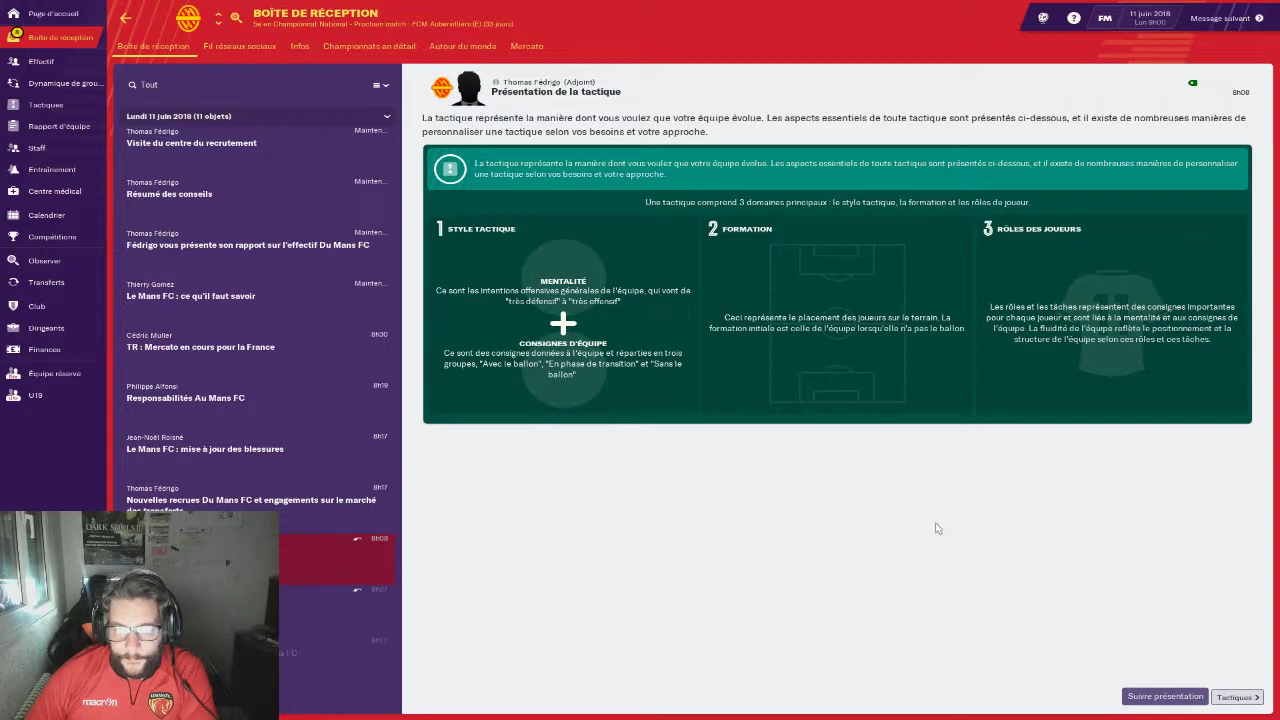 Page d'accueil
Boîte de réception
Effectif
Dynamique de grou...
Tactiques
Rapport d'équipe
Staff
Entraînement
Centre médical
Calendrier
Compétitions
Observer
Transferts
Club
Dirigeants
Finances
Équipe réserve
U19
BOÎTE DE RÉCEPTION
5e en Championnat National - Prochain match : FCM Aubervilliers (E) (33 jours)
FM
11 juin 2018
Lun 9h00
Message suivant
Boîte de réception
Fil réseaux sociaux
Infos
Championnats en détail
Autour du monde
Mercato
Tout
Lundi 11 juin 2018 (11 objets)
Thomas Fédrigo Mainten...
Visite du centre du recrutement
Thomas Fédrigo Mainten...
Résumé des conseils
Thomas Fédrigo Mainten...
Fédrigo vous présente son rapport sur l'effectif Du Mans FC
Thierry Gomez Mainten...
Le Mans FC : ce qu'il faut savoir
Cédric Muller 8h30
TR : Mercato en cours pour la France
Philippe Alfonsi 8h19
Responsabilités Au Mans FC
Jean-Noël Roisné 8h17
Le Mans FC : mise à jour des blessures
Thomas Fédrigo 8h17
Nouvelles recrues Du Mans FC et engagements sur le marché
des transferts
8h08
8h07
FC
Thomas Fédrigo (Adjoint)
Présentation de la tactique
8h08
La tactique représente la manière dont vous voulez que votre équipe évolue. Les aspects essentiels de toute tactique sont présentés ci-dessous, et il existe de nombreuses manières de
personnaliser une tactique selon vos besoins et votre approche.
La tactique représente la manière dont vous voulez que votre équipe évolue. Les aspects essentiels de toute tactique sont présentés ci-dessous, et il existe de nombreuses manières de personnaliser
une tactique selon vos besoins et votre approche.
Une tactique comprend 3 domaines principaux : le style tactique, la formation et les rôles de joueur.
1 STYLE TACTIQUE
MENTALITÉ
Ce sont les intentions offensives générales de l'équipe, qui vont de
"très défensif" à "très offensif"
CONSIGNES D'ÉQUIPE
Ce sont des consignes données à l'équipe et réparties en trois
groupes, "Avec le ballon", "En phase de transition" et "Sans le
ballon"
2 FORMATION
Ceci représente le placement des joueurs sur le terrain. La
formation initiale est celle de l'équipe lorsqu'elle n'a pas le ballon.
3 RÔLES DES JOUEURS
Les rôles et les tâches représentent des consignes importantes
pour chaque joueur et sont liés à la mentalité et aux consignes de
l'équipe. La fluidité de l'équipe reflète le positionnement et la
structure de l'équipe selon ces rôles et ces tâches.
Suivre présentation
Tactiques
DARK SOULS II
macron